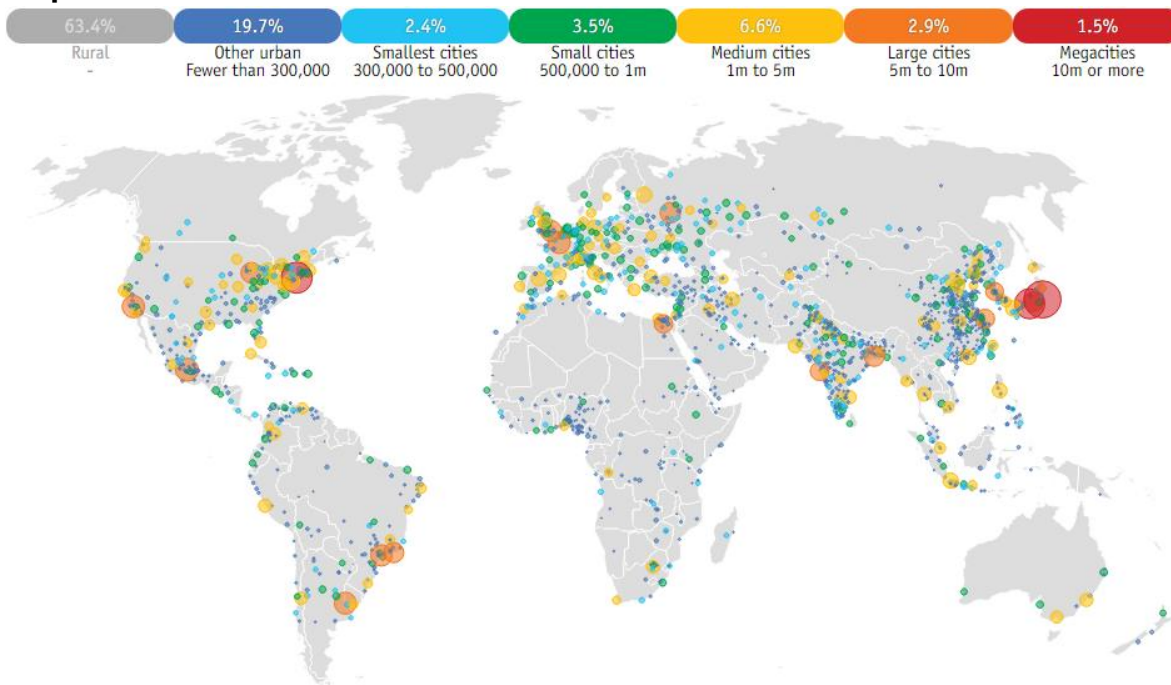 63.4% 19.7% 2.4% 3.5% 6.6% 2.9% 1.5%
Rural Other urban Smallest cities Small cities Medium cities Large cities Megacities
- Fewer than 300,000 300,000 to 500,000 500,000 to 1m 1m to 5m 5m to 10m 10m or more